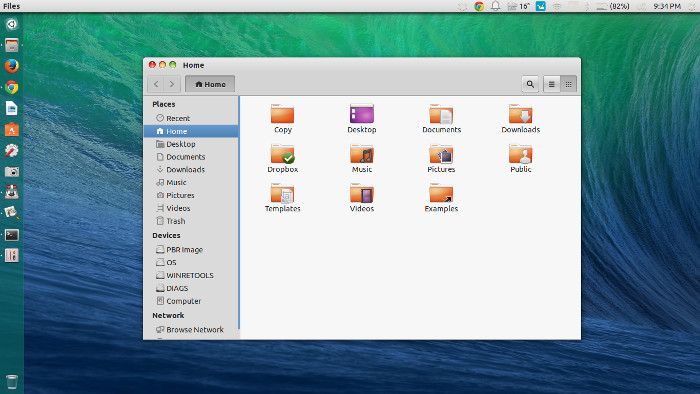 Files
16°
(82%)
9:34 PM
Home
Home
Places
Recent
Home
Desktop
Documents
Downloads
Music
Pictures
Videos
Trash
Devices
PBR Image
OS
WINRETOOLS
DIAGS
Computer
Network
Browse Network
Copy
Desktop
Documents
Downloads
Dropbox
Music
Pictures
Public
Templates
Videos
Examples